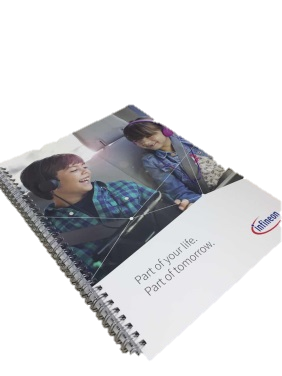 Part of your life.
Part of tomorrow.
infineon